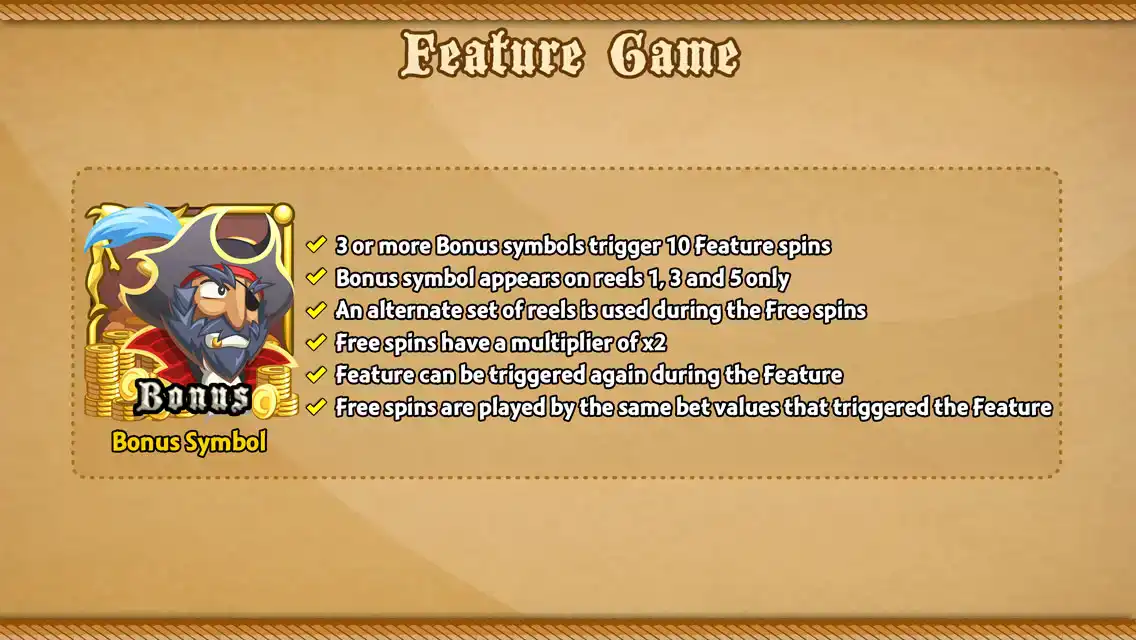 Feature Game
3 or more Bonus symbols trigger 10 Feature spins
Bonus symbol appears on reels 1, 3 and 5 only
An alternate set of reels is used during the Free spins
Free spins have a multiplier of x2
Feature can be triggered again during the Feature
Free spins are played by the same bet values that triggered the Feature
Bonus
Bonus Symbol